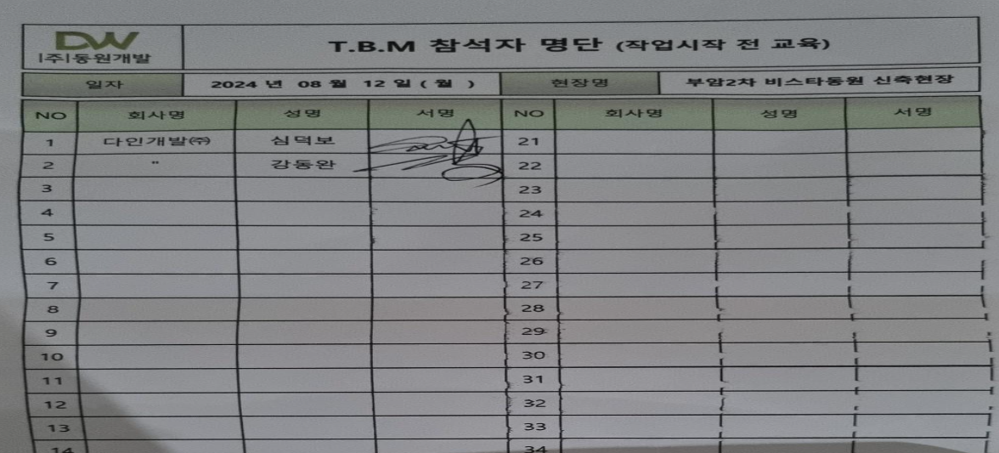 DW
|주|동원개발
T.B.M 참석자 명단 (작업시작 전 교육)
일자 2024 년 08 월 12 일 ( 월 ) 현장명 부암2차 비스타동원 신축현장
NO 회사명 성명 서명 NO 회사명 성명 서명
1 다인개발㈜ 심덕보 21
2 " 강동완 22
3 23
4 24
5 25
6 26
7 27
8 28
9 29
10 30
11 31
12 32
13 33
14 34